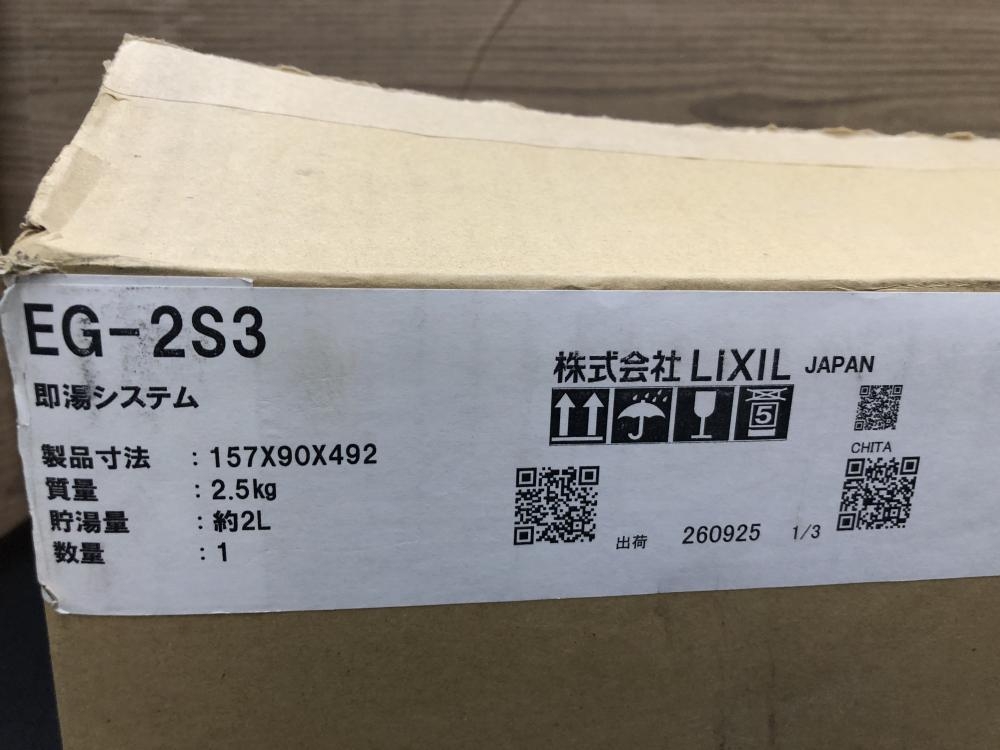 EG-2S3
即湯システム
製品寸法 : 157X90X492
質量 : 2.5kg
貯湯量 : 約2L
数量 : 1
株式会社 LIXIL JAPAN
5
CHITA
出荷 260925 1/3